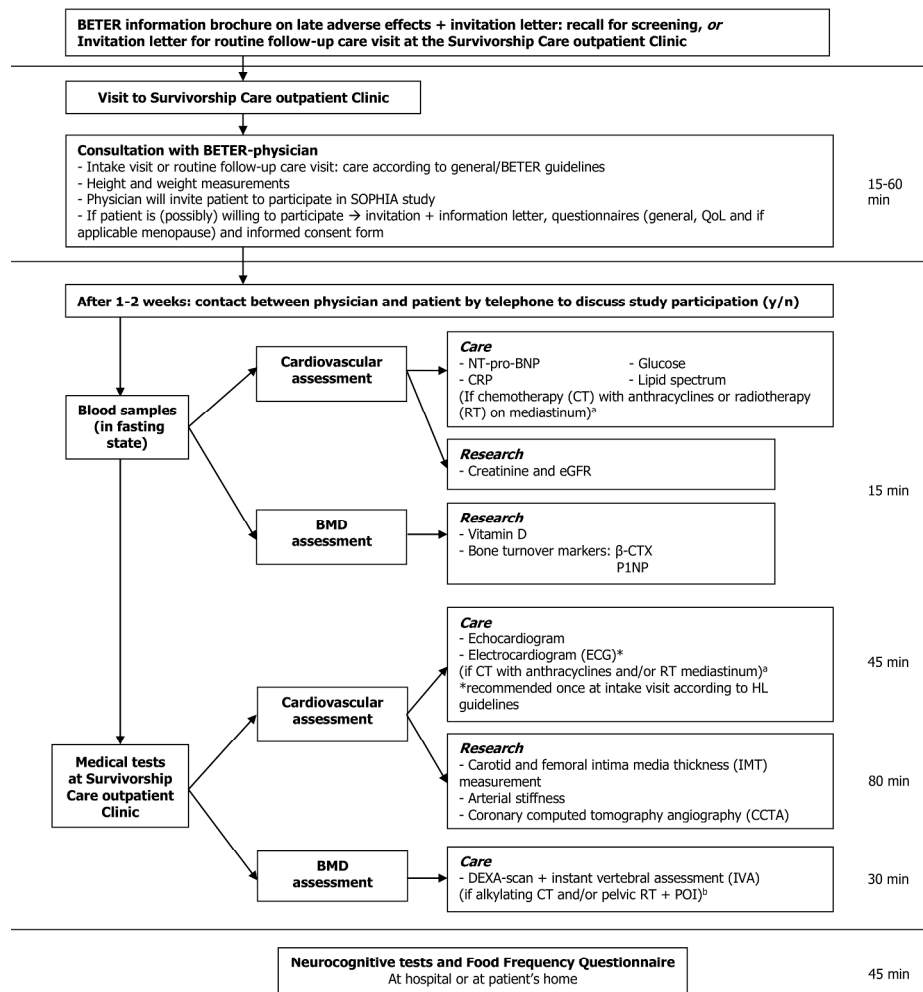 BETER information brochure on late adverse effects + invitation letter: recall for screening, or
Invitation letter for routine follow-up care visit at the Survivorship Care outpatient Clinic
Visit to Survivorship Care outpatient Clinic
Consultation with BETER-physician
- Intake visit or routine follow-up care visit: care according to general/BETER guidelines
- Height and weight measurements
- Physician will invite patient to participate in SOPHIA study
- If patient is (possibly) willing to participate → invitation + information letter, questionnaires (general, QoL and if
applicable menopause) and informed consent form
15-60
min
After 1-2 weeks: contact between physician and patient by telephone to discuss study participation (y/n)
Blood samples
(in fasting
state)
Cardiovascular
assessment
Care
- NT-pro-BNP - Glucose
- CRP - Lipid spectrum
(If chemotherapy (CT) with anthracyclines or radiotherapy
(RT) on mediastinum)ᵃ
Research
- Creatinine and eGFR
15 min
BMD
assessment
Research
- Vitamin D
- Bone turnover markers: β-CTX
P1NP
Medical tests
at Survivorship
Care outpatient
Clinic
Cardiovascular
assessment
Care
- Echocardiogram
- Electrocardiogram (ECG)*
(if CT with anthracyclines and/or RT mediastinum)ᵃ
*recommended once at intake visit according to HL
guidelines
45 min
Research
- Carotid and femoral intima media thickness (IMT)
measurement
- Arterial stiffness
- Coronary computed tomography angiography (CCTA)
80 min
BMD
assessment
Care
- DEXA-scan + instant vertebral assessment (IVA)
(if alkylating CT and/or pelvic RT + POI)ᵇ
30 min
Neurocognitive tests and Food Frequency Questionnaire
At hospital or at patient's home
45 min